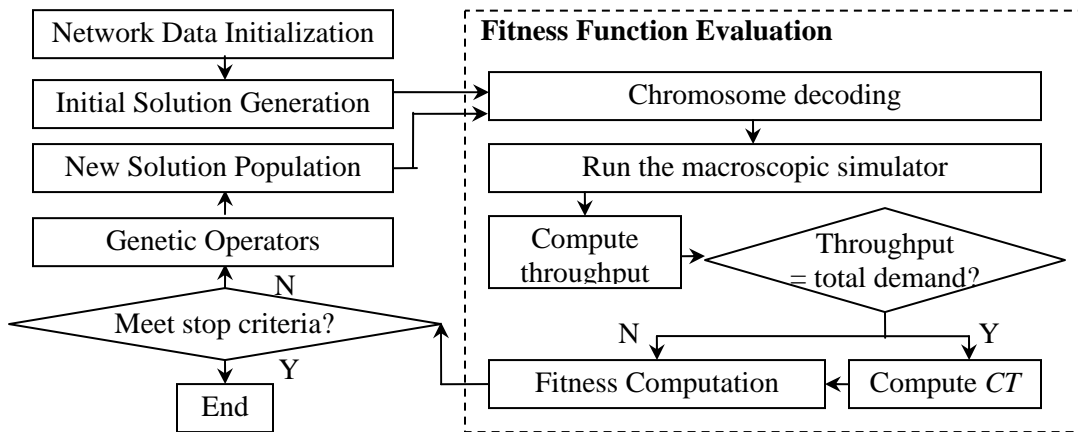 Network Data Initialization
Initial Solution Generation
New Solution Population
Genetic Operators
N
Meet stop criteria?
Y
End
Fitness Function Evaluation
Chromosome decoding
Run the macroscopic simulator
Compute
throughput
Throughput
= total demand?
N
Y
Fitness Computation
Compute CT